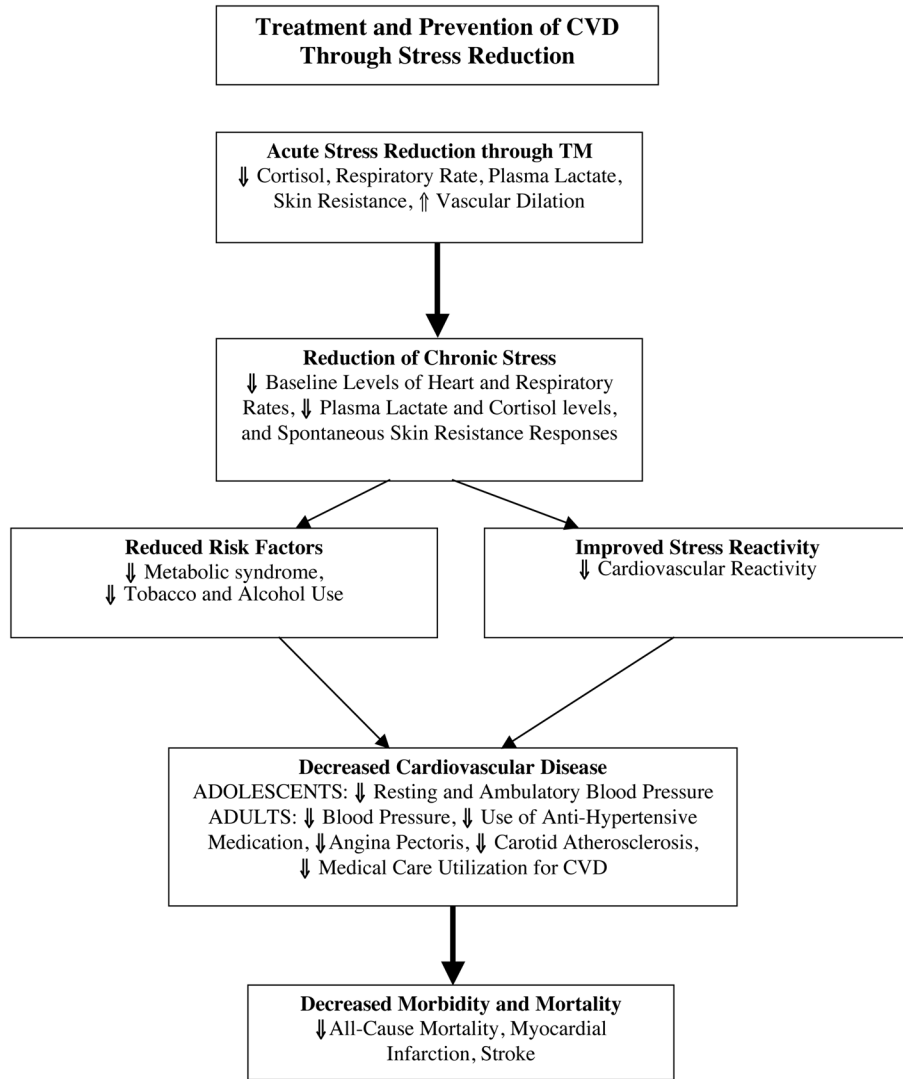 Treatment and Prevention of CVD
Through Stress Reduction
Acute Stress Reduction through TM
⇓ Cortisol, Respiratory Rate, Plasma Lactate,
Skin Resistance, ⇑ Vascular Dilation
Reduction of Chronic Stress
⇓ Baseline Levels of Heart and Respiratory
Rates, ⇓ Plasma Lactate and Cortisol levels,
and Spontaneous Skin Resistance Responses
Reduced Risk Factors
⇓ Metabolic syndrome,
⇓ Tobacco and Alcohol Use
Improved Stress Reactivity
⇓ Cardiovascular Reactivity
Decreased Cardiovascular Disease
ADOLESCENTS: ⇓ Resting and Ambulatory Blood Pressure
ADULTS: ⇓ Blood Pressure, ⇓ Use of Anti-Hypertensive
Medication, ⇓Angina Pectoris, ⇓ Carotid Atherosclerosis,
⇓ Medical Care Utilization for CVD
Decreased Morbidity and Mortality
⇓All-Cause Mortality, Myocardial
Infarction, Stroke